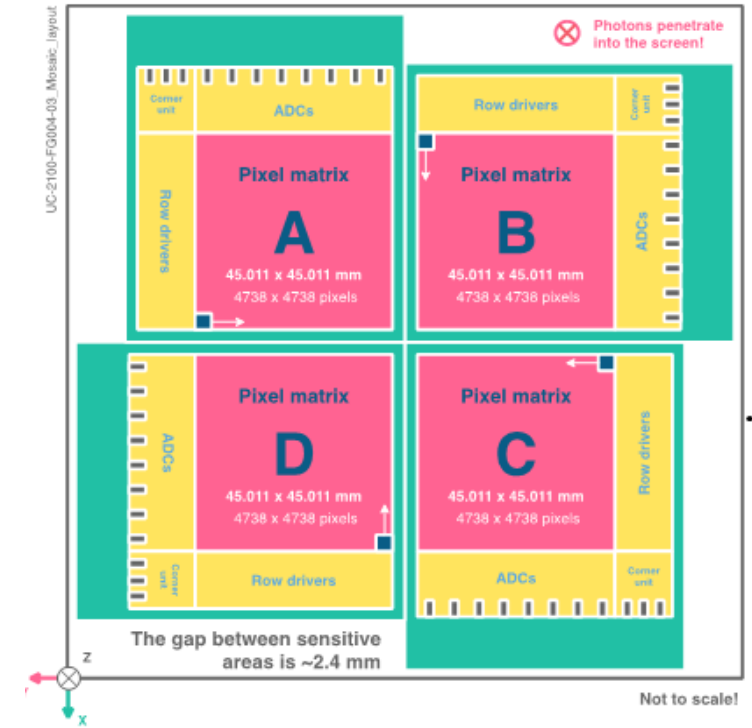 UC-2100-FG004-03_Mosaic_layout
Photons penetrate
into the screen!
Corner
unit
ADCs
Row drivers
Pixel matrix
A
45.011 x 45.011 mm
4738 x 4738 pixels
Row drivers
Corner
unit
Pixel matrix
B
45.011 x 45.011 mm
4738 x 4738 pixels
ADCs
ADCs
Pixel matrix
D
45.011 x 45.011 mm
4738 x 4738 pixels
Corner
unit
Row drivers
Pixel matrix
C
45.011 x 45.011 mm
4738 x 4738 pixels
Row drivers
ADCs
Corner
unit
The gap between sensitive
areas is ~2.4 mm
Z
X
Not to scale!